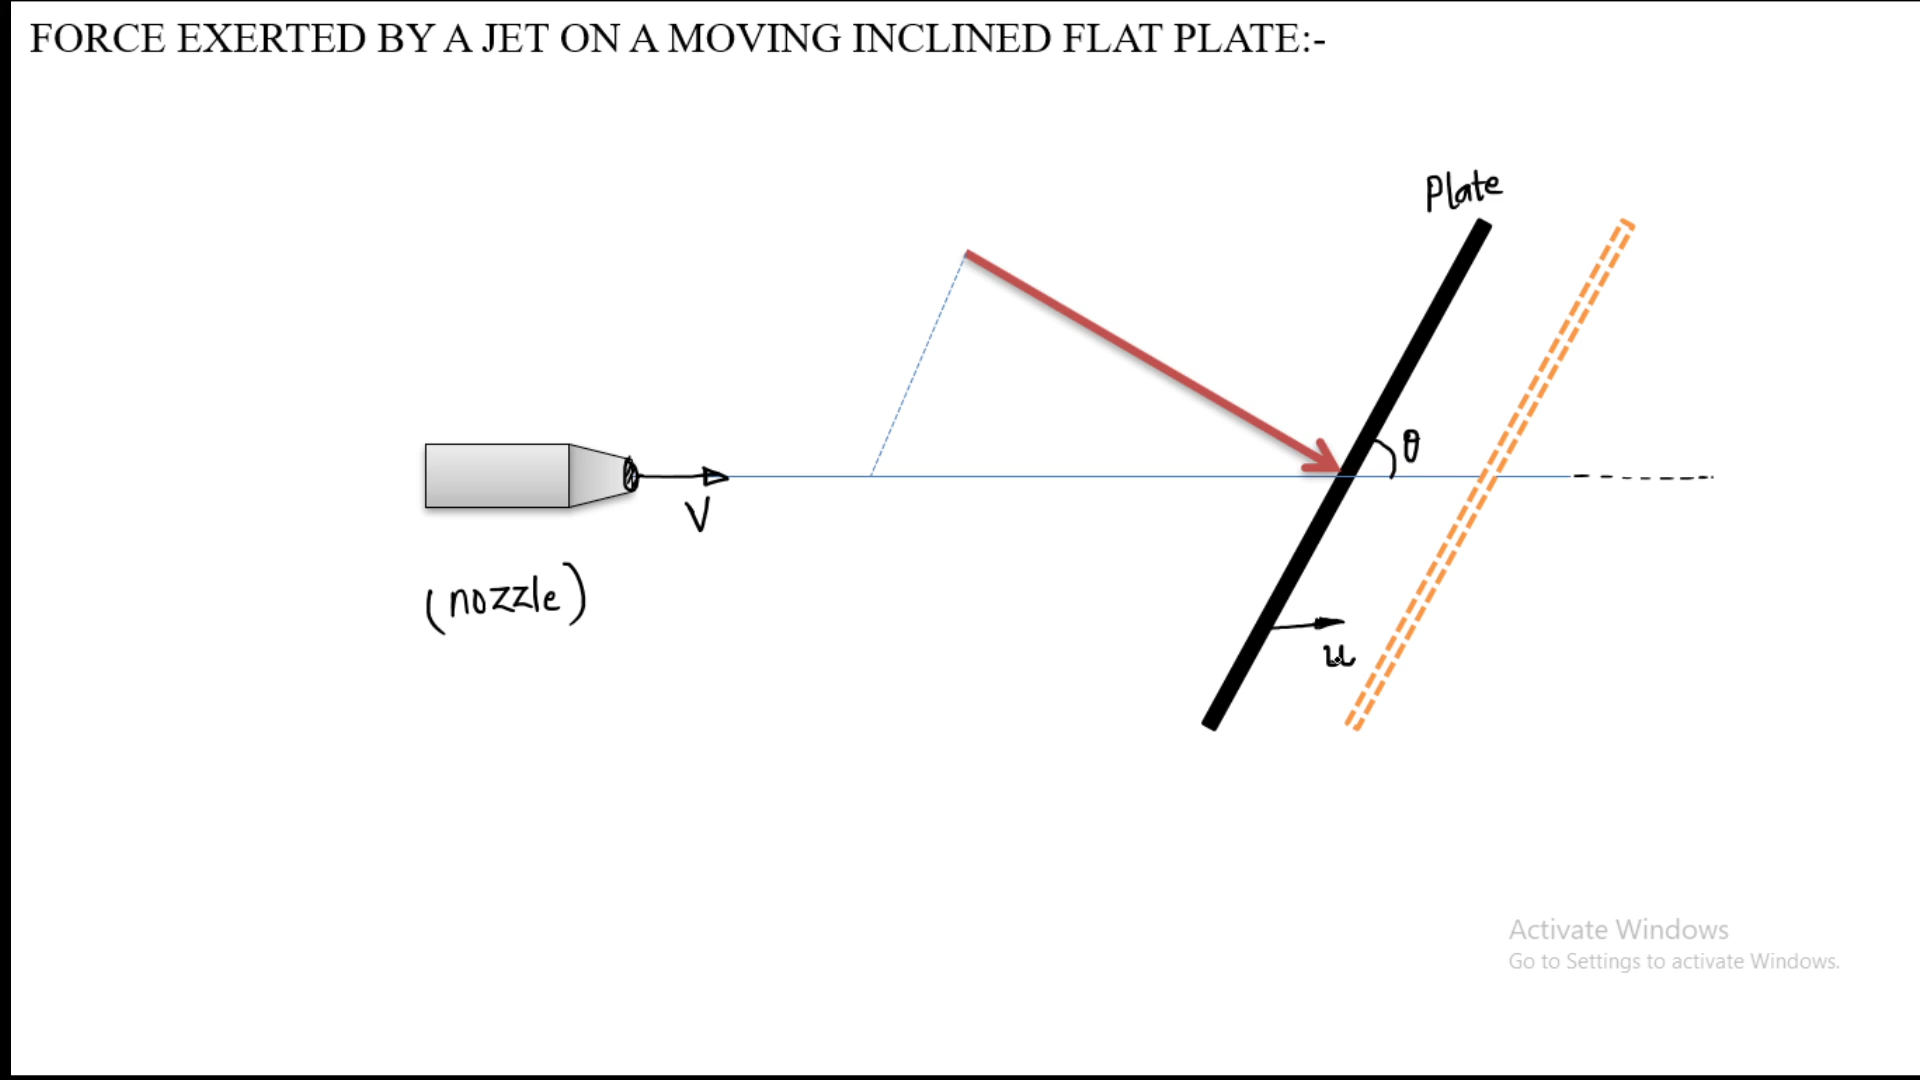 FORCE EXERTED BY A JET ON A MOVING INCLINED FLAT PLATE:-
Plate
θ
V
(nozzle)
u
Activate Windows
Go to Settings to activate Windows.